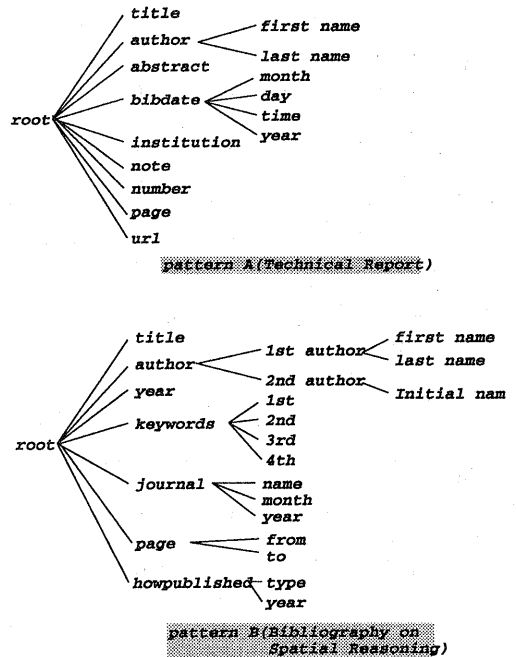 title
first name
author
last name
abstract
month
bibdate
day
root
time
year
institution
note
number
page
url
pattern A(Technical Report)
title
first name
1st author
author
last name
2nd author
year
Initial nam
1st
keywords
2nd
3rd
root
4th
journal
name
month
year
page
from
to
howpublished
type
year
pattern B(Bibliography on
Spatial Reasoning)